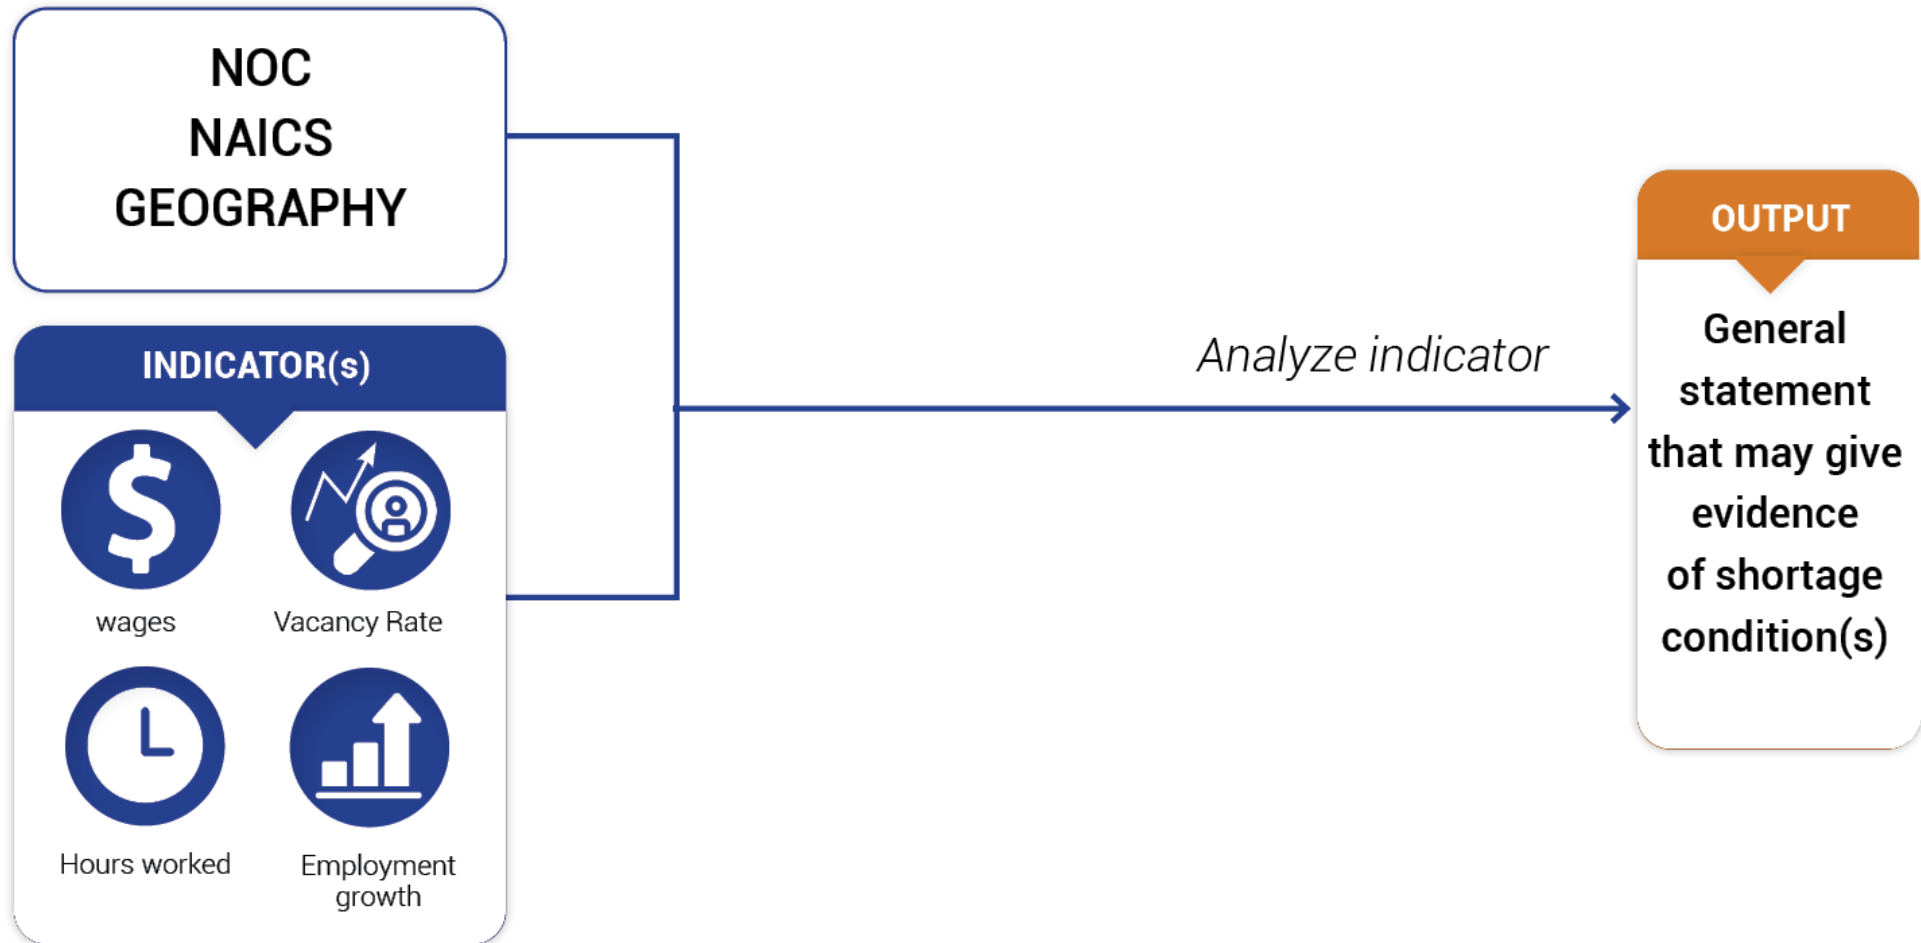 NOC
NAICS
GEOGRAPHY
INDICATOR(s)
wages
Vacancy Rate
Hours worked
Employment
growth
Analyze indicator
OUTPUT
General
statement
that may give
evidence
of shortage
condition(s)